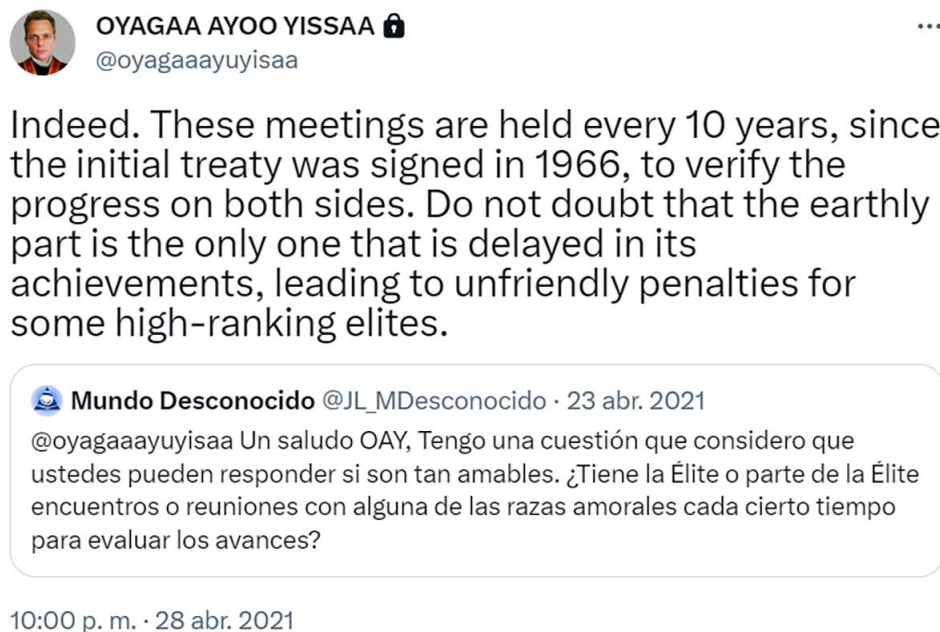 OYAGAA AYOO YISSAA
@oyagaaayuyisaa
Indeed. These meetings are held every 10 years, since
the initial treaty was signed in 1966, to verify the
progress on both sides. Do not doubt that the earthly
part is the only one that is delayed in its
achievements, leading to unfriendly penalties for
some high-ranking elites.
Mundo Desconocido @JL_MDesconocido · 23 abr. 2021
@oyagaaayuyisaa Un saludo OAY, Tengo una cuestión que considero que
ustedes pueden responder si son tan amables. ¿Tiene la Élite o parte de la Élite
encuentros o reuniones con alguna de las razas amorales cada cierto tiempo
para evaluar los avances?
10:00 p. m. · 28 abr. 2021